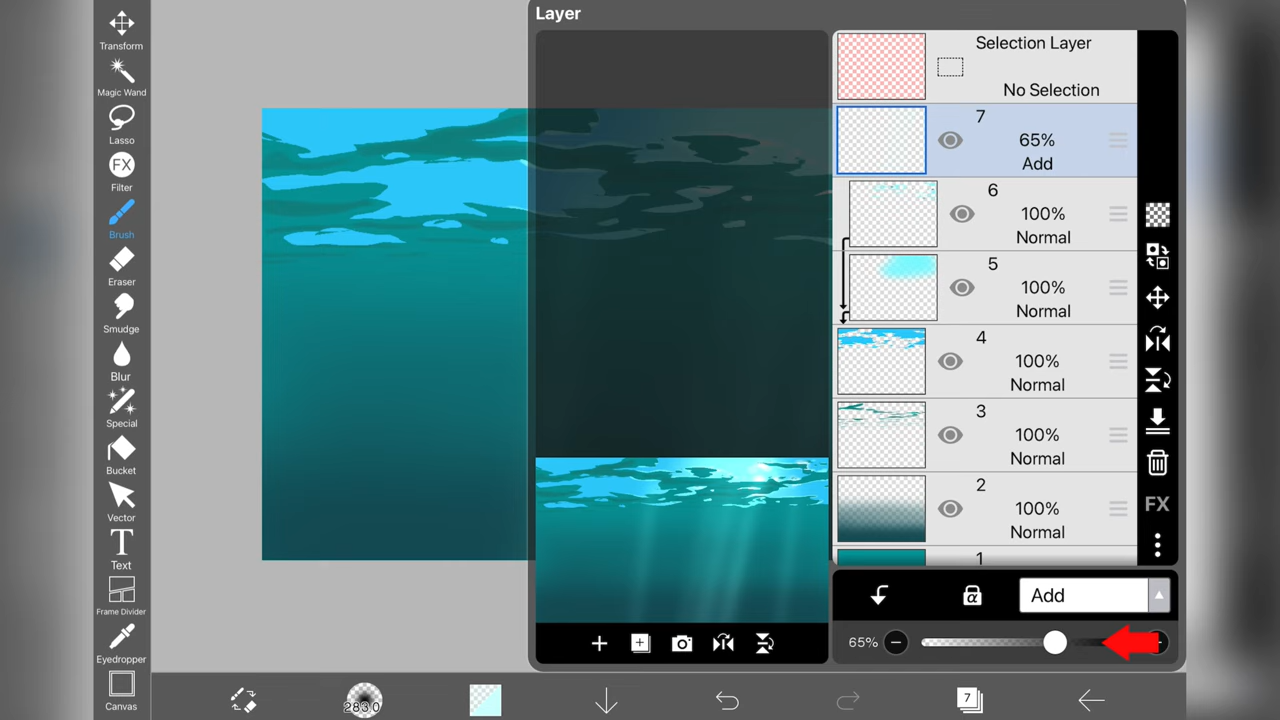 Layer
Transform
Magic Wand
Lasso
FX
Filter
Brush
Eraser
Smudge
Blur
Special
Bucket
Vector
T
Text
Frame Divider
Eyedropper
Canvas
Selection Layer
No Selection
7
65%
Add
6
100%
Normal
5
100%
Normal
4
100%
Normal
3
100%
Normal
2
100%
Normal
1
FX
α
Add
65%
283.0
7